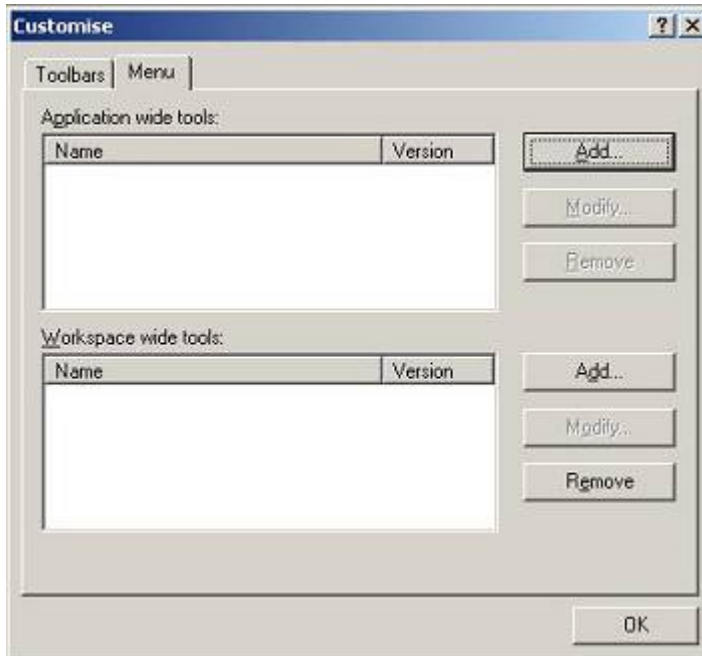 Customise
Toolbars Menu
Application wide tools:
Name Version
Add...
Modify...
Remove
Workspace wide tools:
Name Version
Add...
Modify...
Remove
OK